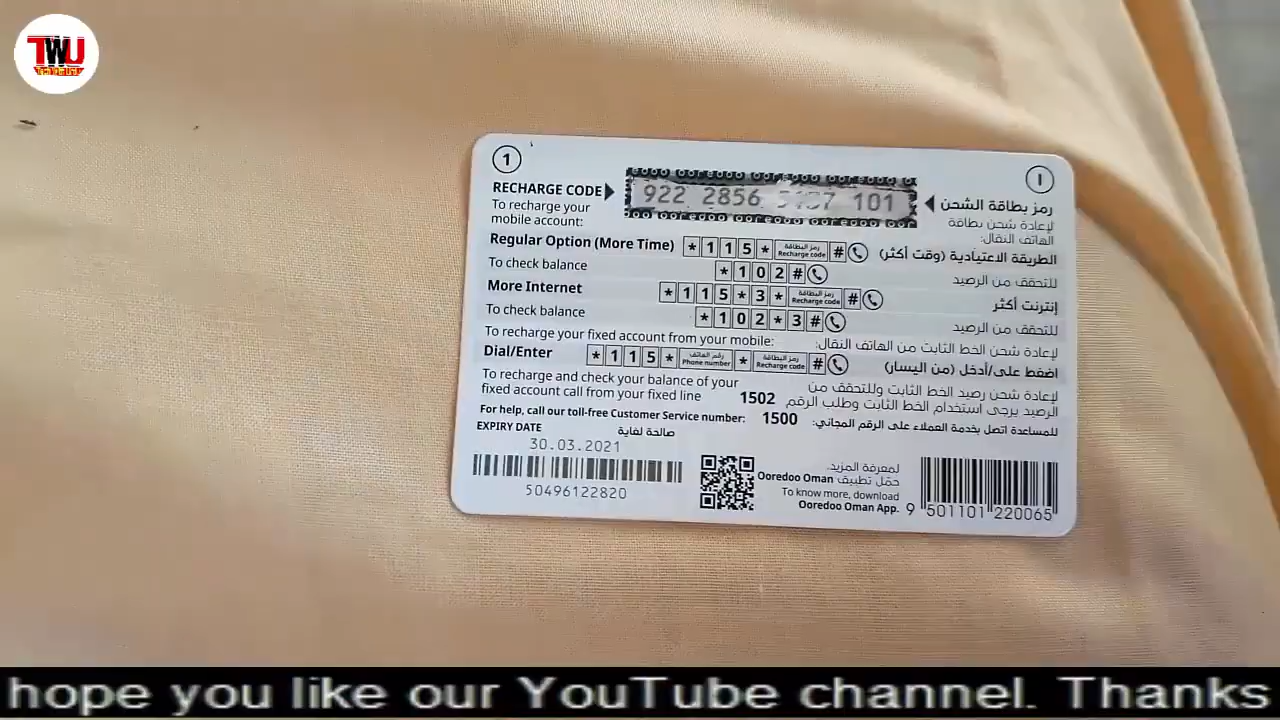 TWU
1
I
RECHARGE CODE
922 2856 5437 101
رمز بطاقة الشحن
To recharge your
mobile account:
لإعادة شحن بطاقة
الهاتف النقال:
Regular Option (More Time) *115* رمز البطاقة Recharge code # الطريقة الاعتيادية (وقت أكثر)
To check balance *102# للتحقق من الرصيد
More Internet *115*3* رمز البطاقة Recharge code # إنترنت أكثر
To check balance *102*3# للتحقق من الرصيد
To recharge your fixed account from your mobile: لإعادة شحن الخط الثابت من الهاتف النقال:
Dial/Enter *115* رقم الهاتف Phone number * رمز البطاقة Recharge code # اضغط على/أدخل (من اليسار)
To recharge and check your balance of your
fixed account call from your fixed line 1502
لإعادة شحن رصيد الخط الثابت وللتحقق من
الرصيد يرجى استخدام الخط الثابت وطلب الرقم
For help, call our toll-free Customer Service number: 1500 للمساعدة اتصل بخدمة العملاء على الرقم المجاني:
EXPIRY DATE صالحة لغاية
30.03.2021
50496122820
لمعرفة المزيد،
حمّل تطبيق Ooredoo Oman
To know more, download
Ooredoo Oman App.
9 501101 220065
hope you like our YouTube channel. Thanks